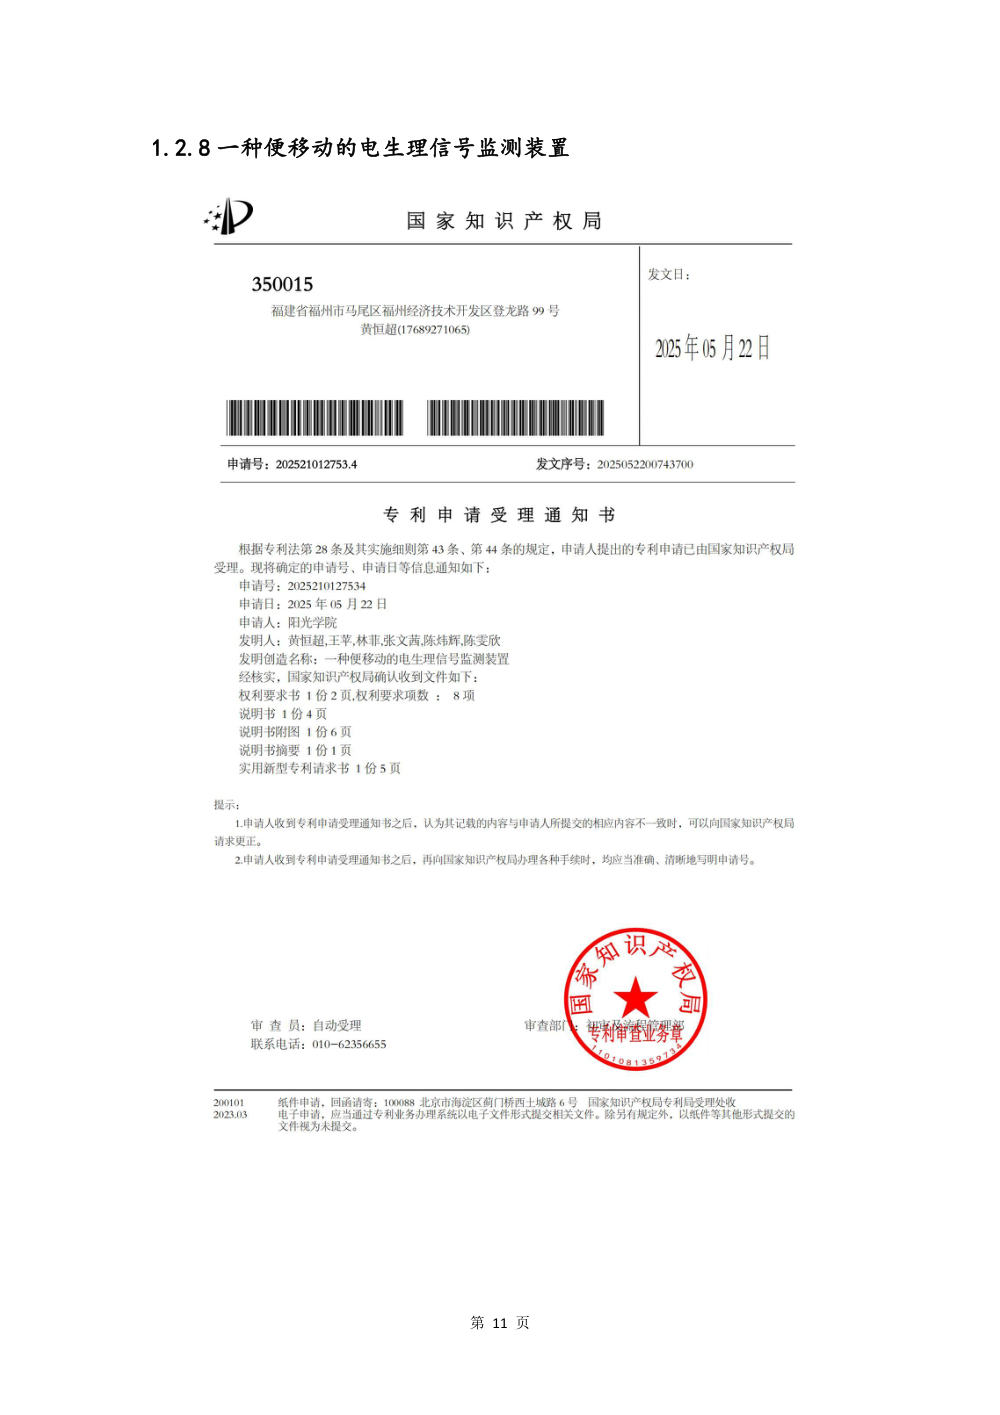 1.2.8 一种便移动的电生理信号监测装置
国家知识产权局
350015
福建省福州市马尾区福州经济技术开发区登龙路 99 号
黄恒超(17689271065)
发文日：
2025 年 05 月 22 日
申请号：202521012753.4
发文序号：2025052200743700
专利申请受理通知书
根据专利法第 28 条及其实施细则第 43 条、第 44 条的规定，申请人提出的专利申请已由国家知识产权局
受理。现将确定的申请号、申请日等信息通知如下：
申请号：2025210127534
申请日：2025 年 05 月 22 日
申请人：阳光学院
发明人：黄恒超,王苹,林菲,张文茜,陈炜辉,陈雯欣
发明创造名称：一种便移动的电生理信号监测装置
经核实，国家知识产权局确认收到文件如下：
权利要求书 1 份 2 页,权利要求项数 ： 8 项
说明书 1 份 4 页
说明书附图 1 份 6 页
说明书摘要 1 份 1 页
实用新型专利请求书 1 份 5 页
提示：
1.申请人收到专利申请受理通知书之后，认为其记载的内容与申请人所提交的相应内容不一致时，可以向国家知识产权局
请求更正。
2.申请人收到专利申请受理通知书之后，再向国家知识产权局办理各种手续时，均应当准确、清晰地写明申请号。
国家知识产权局
审 查 员：自动受理
审查部门：初审及流程管理部
专利审查业务章
联系电话：010-62356655
1101081359734
200101 纸件申请，回函请寄：100088 北京市海淀区蓟门桥西土城路 6 号 国家知识产权局专利局受理处收
2023.03 电子申请，应当通过专利业务办理系统以电子文件形式提交相关文件。除另有规定外，以纸件等其他形式提交的
文件视为未提交。
第 11 页